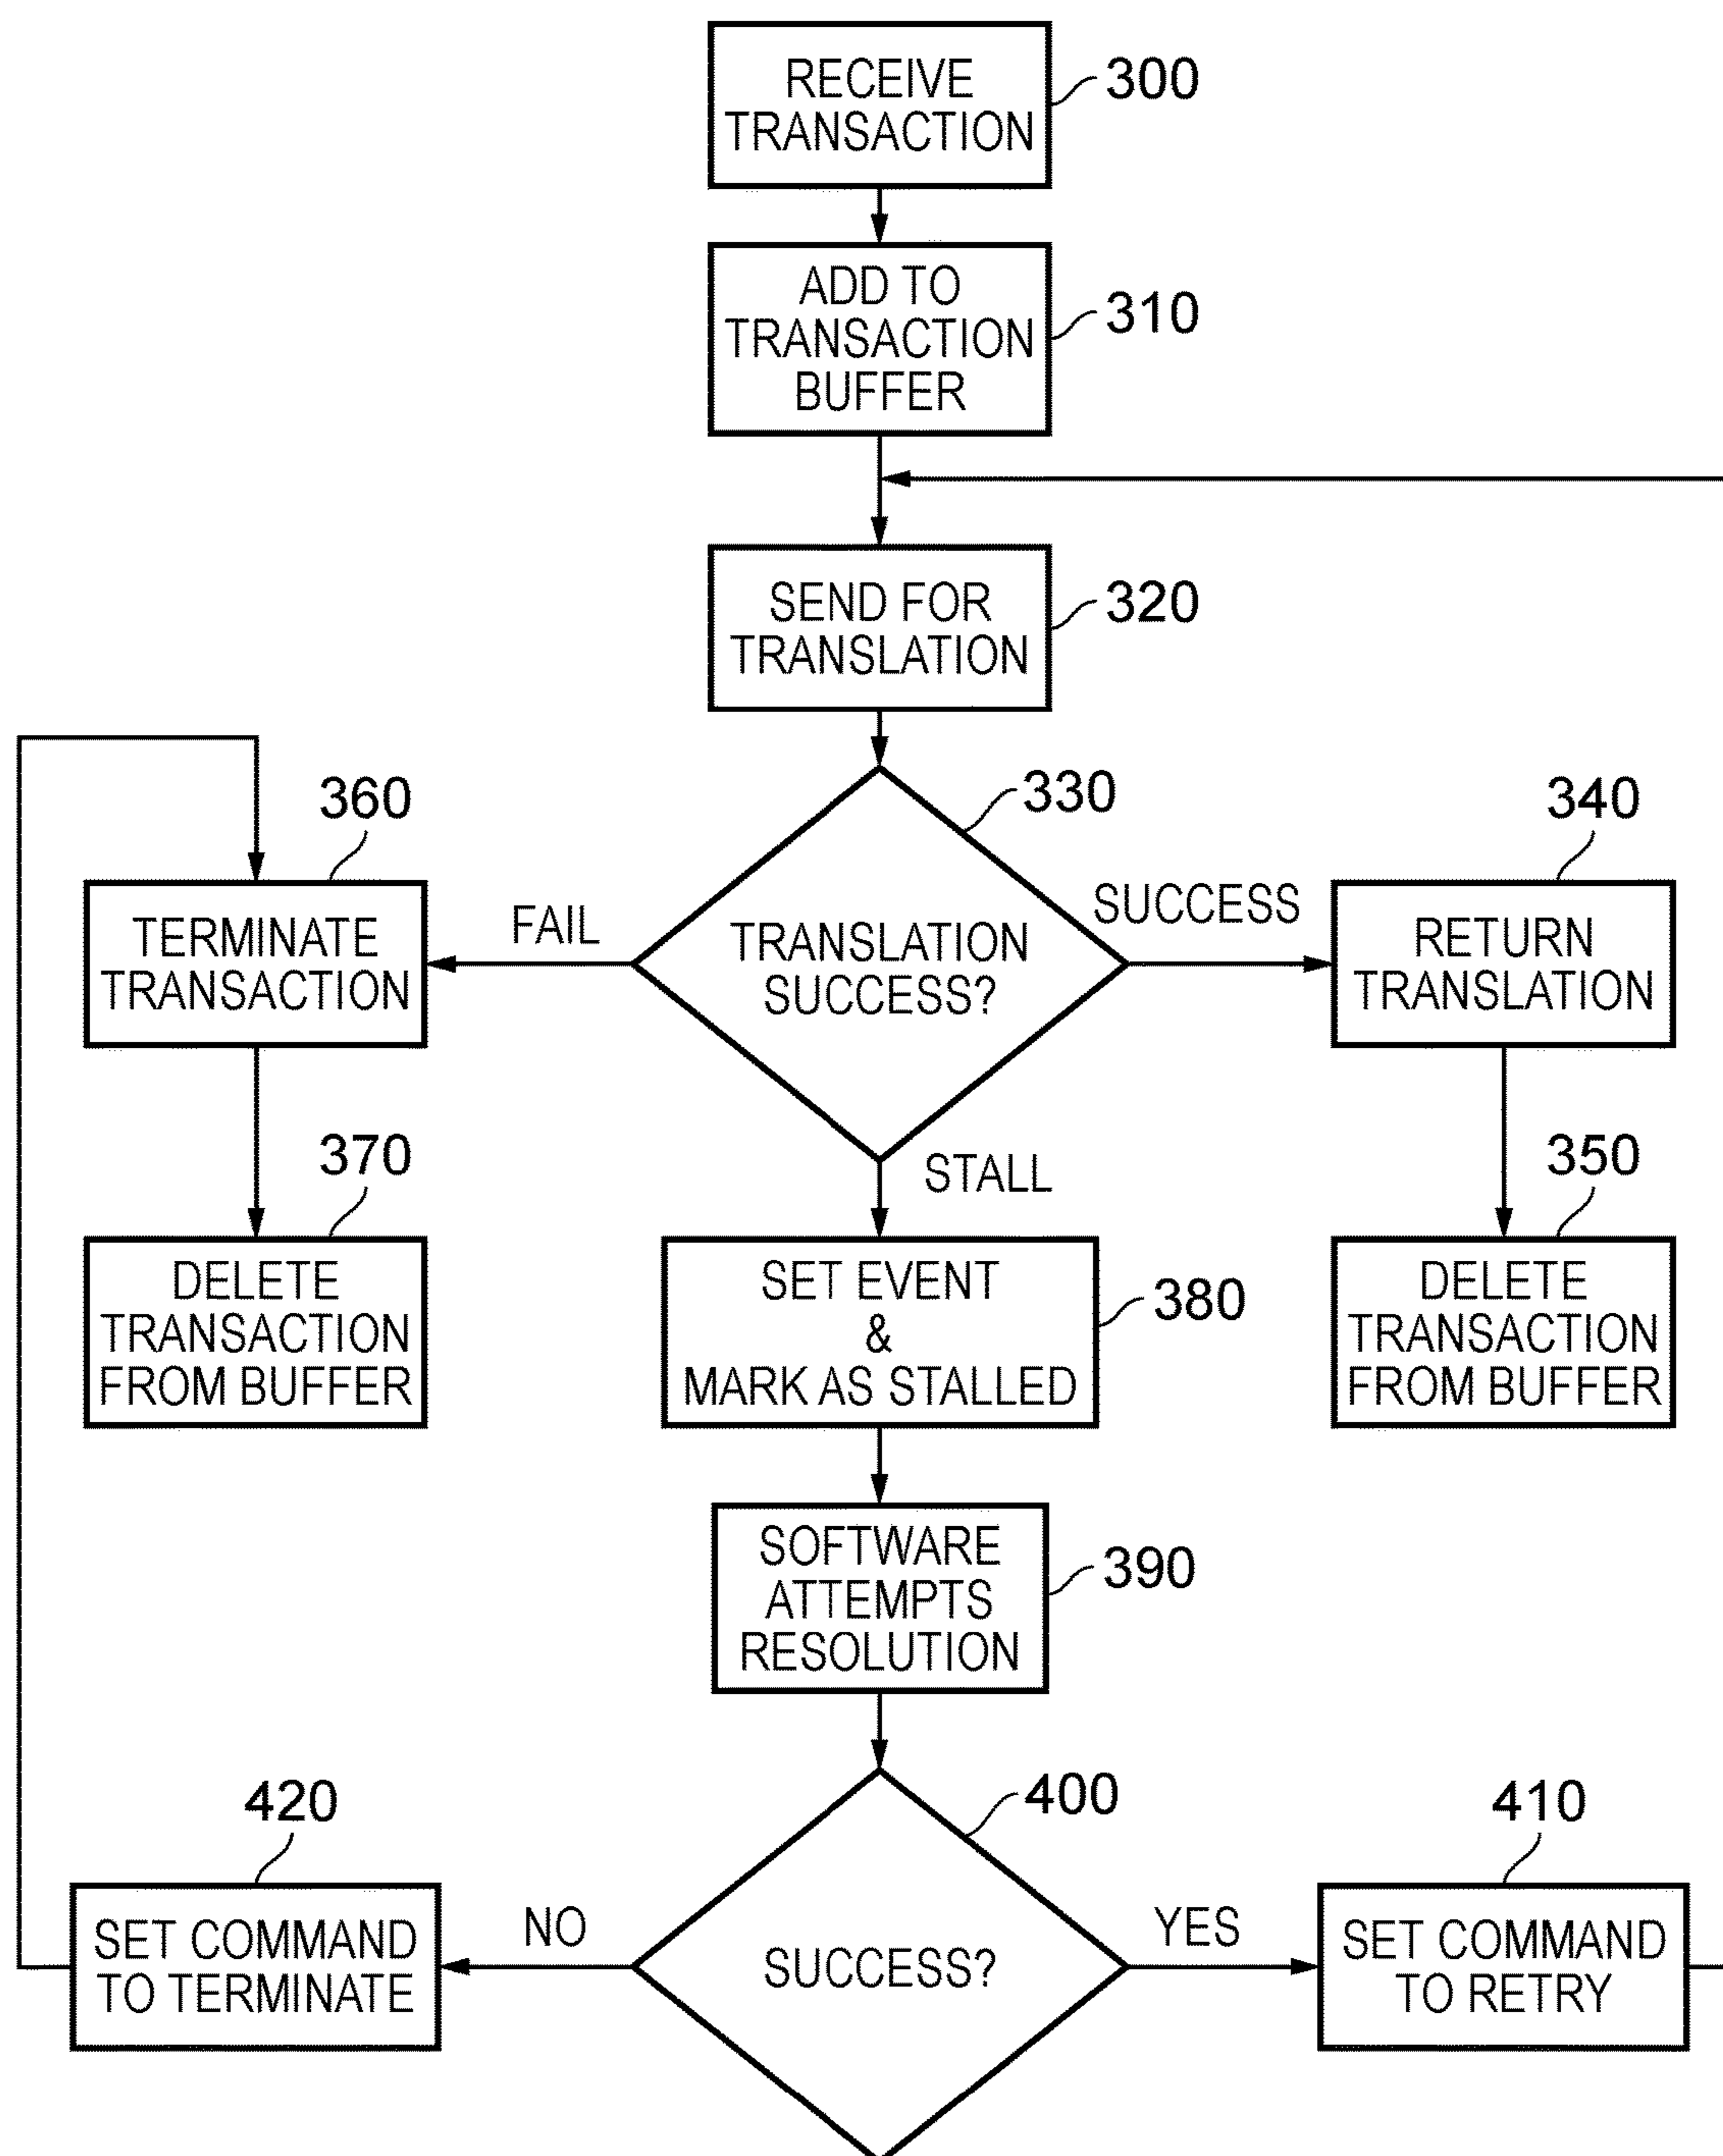 RECEIVE
TRANSACTION
300
ADD TO
TRANSACTION
BUFFER
310
SEND FOR
TRANSLATION
320
330
TRANSLATION
SUCCESS?
FAIL
SUCCESS
STALL
360
TERMINATE
TRANSACTION
340
RETURN
TRANSLATION
370
DELETE
TRANSACTION
FROM BUFFER
SET EVENT
&
MARK AS STALLED
380
350
DELETE
TRANSACTION
FROM BUFFER
SOFTWARE
ATTEMPTS
RESOLUTION
390
400
SUCCESS?
NO
YES
420
SET COMMAND
TO TERMINATE
410
SET COMMAND
TO RETRY